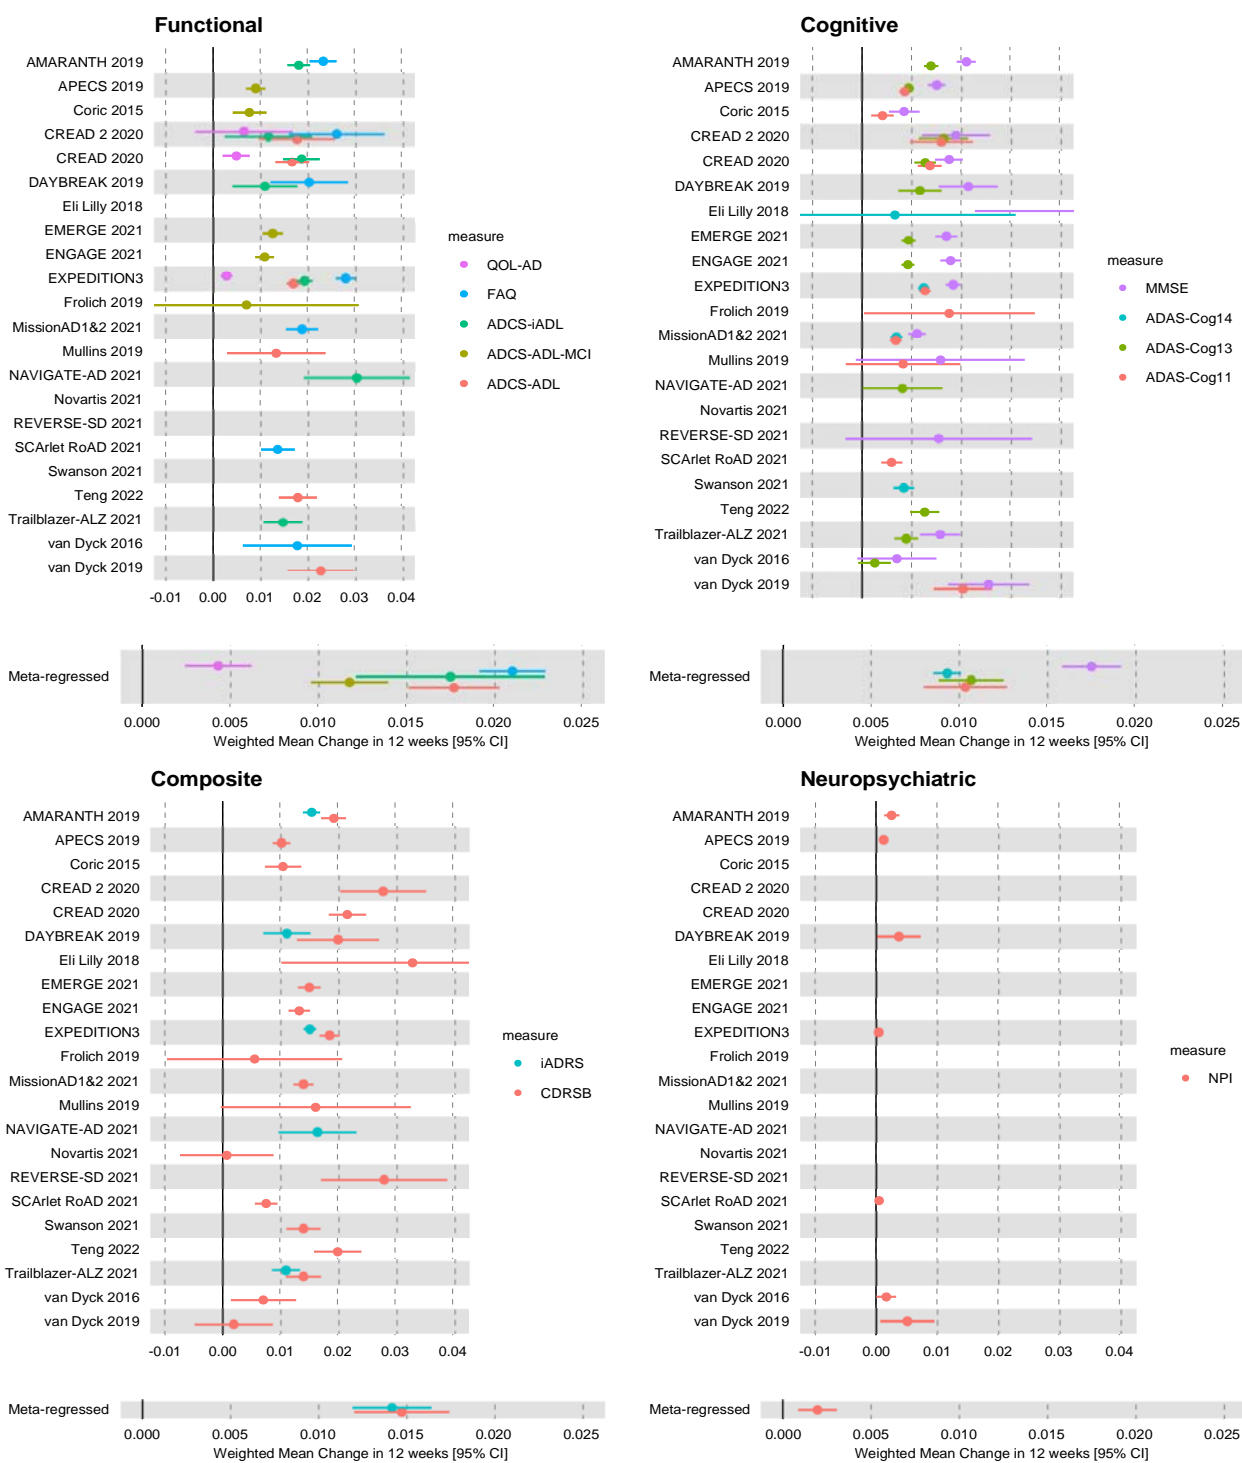 Functional
AMARANTH 2019
APECS 2019
Coric 2015
CREAD 2 2020
CREAD 2020
DAYBREAK 2019
Eli Lilly 2018
EMERGE 2021
ENGAGE 2021
EXPEDITION3
Frolich 2019
MissionAD1&2 2021
Mullins 2019
NAVIGATE-AD 2021
Novartis 2021
REVERSE-SD 2021
SCArlet RoAD 2021
Swanson 2021
Teng 2022
Trailblazer-ALZ 2021
van Dyck 2016
van Dyck 2019
-0.01 0.00 0.01 0.02 0.03 0.04
measure
QOL-AD
FAQ
ADCS-iADL
ADCS-ADL-MCI
ADCS-ADL
Meta-regressed
0.000 0.005 0.010 0.015 0.020 0.025
Weighted Mean Change in 12 weeks [95% CI]
Cognitive
AMARANTH 2019
APECS 2019
Coric 2015
CREAD 2 2020
CREAD 2020
DAYBREAK 2019
Eli Lilly 2018
EMERGE 2021
ENGAGE 2021
EXPEDITION3
Frolich 2019
MissionAD1&2 2021
Mullins 2019
NAVIGATE-AD 2021
Novartis 2021
REVERSE-SD 2021
SCArlet RoAD 2021
Swanson 2021
Teng 2022
Trailblazer-ALZ 2021
van Dyck 2016
van Dyck 2019
measure
MMSE
ADAS-Cog14
ADAS-Cog13
ADAS-Cog11
Meta-regressed
0.000 0.005 0.010 0.015 0.020 0.025
Weighted Mean Change in 12 weeks [95% CI]
Composite
AMARANTH 2019
APECS 2019
Coric 2015
CREAD 2 2020
CREAD 2020
DAYBREAK 2019
Eli Lilly 2018
EMERGE 2021
ENGAGE 2021
EXPEDITION3
Frolich 2019
MissionAD1&2 2021
Mullins 2019
NAVIGATE-AD 2021
Novartis 2021
REVERSE-SD 2021
SCArlet RoAD 2021
Swanson 2021
Teng 2022
Trailblazer-ALZ 2021
van Dyck 2016
van Dyck 2019
-0.01 0.00 0.01 0.02 0.03 0.04
measure
iADRS
CDRSB
Meta-regressed
0.000 0.005 0.010 0.015 0.020 0.025
Weighted Mean Change in 12 weeks [95% CI]
Neuropsychiatric
AMARANTH 2019
APECS 2019
Coric 2015
CREAD 2 2020
CREAD 2020
DAYBREAK 2019
Eli Lilly 2018
EMERGE 2021
ENGAGE 2021
EXPEDITION3
Frolich 2019
MissionAD1&2 2021
Mullins 2019
NAVIGATE-AD 2021
Novartis 2021
REVERSE-SD 2021
SCArlet RoAD 2021
Swanson 2021
Teng 2022
Trailblazer-ALZ 2021
van Dyck 2016
van Dyck 2019
-0.01 0.00 0.01 0.02 0.03 0.04
measure
NPI
Meta-regressed
0.000 0.005 0.010 0.015 0.020 0.025
Weighted Mean Change in 12 weeks [95% CI]